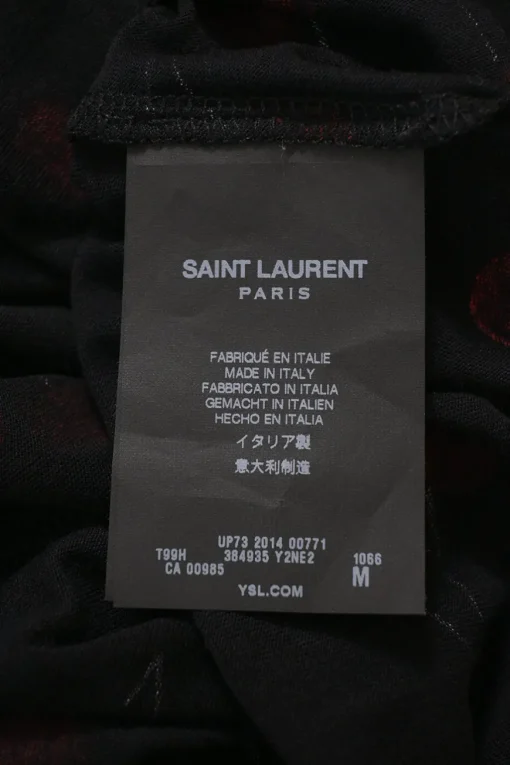 SAINT LAURENT
PARIS
FABRIQUÉ EN ITALIE
MADE IN ITALY
FABBRICATO IN ITALIA
GEMACHT IN ITALIEN
HECHO EN ITALIA
イタリア製
意大利制造
UP73 2014 00771
T99H 384935 Y2NE2 1066
CA 00985 M
YSL.COM